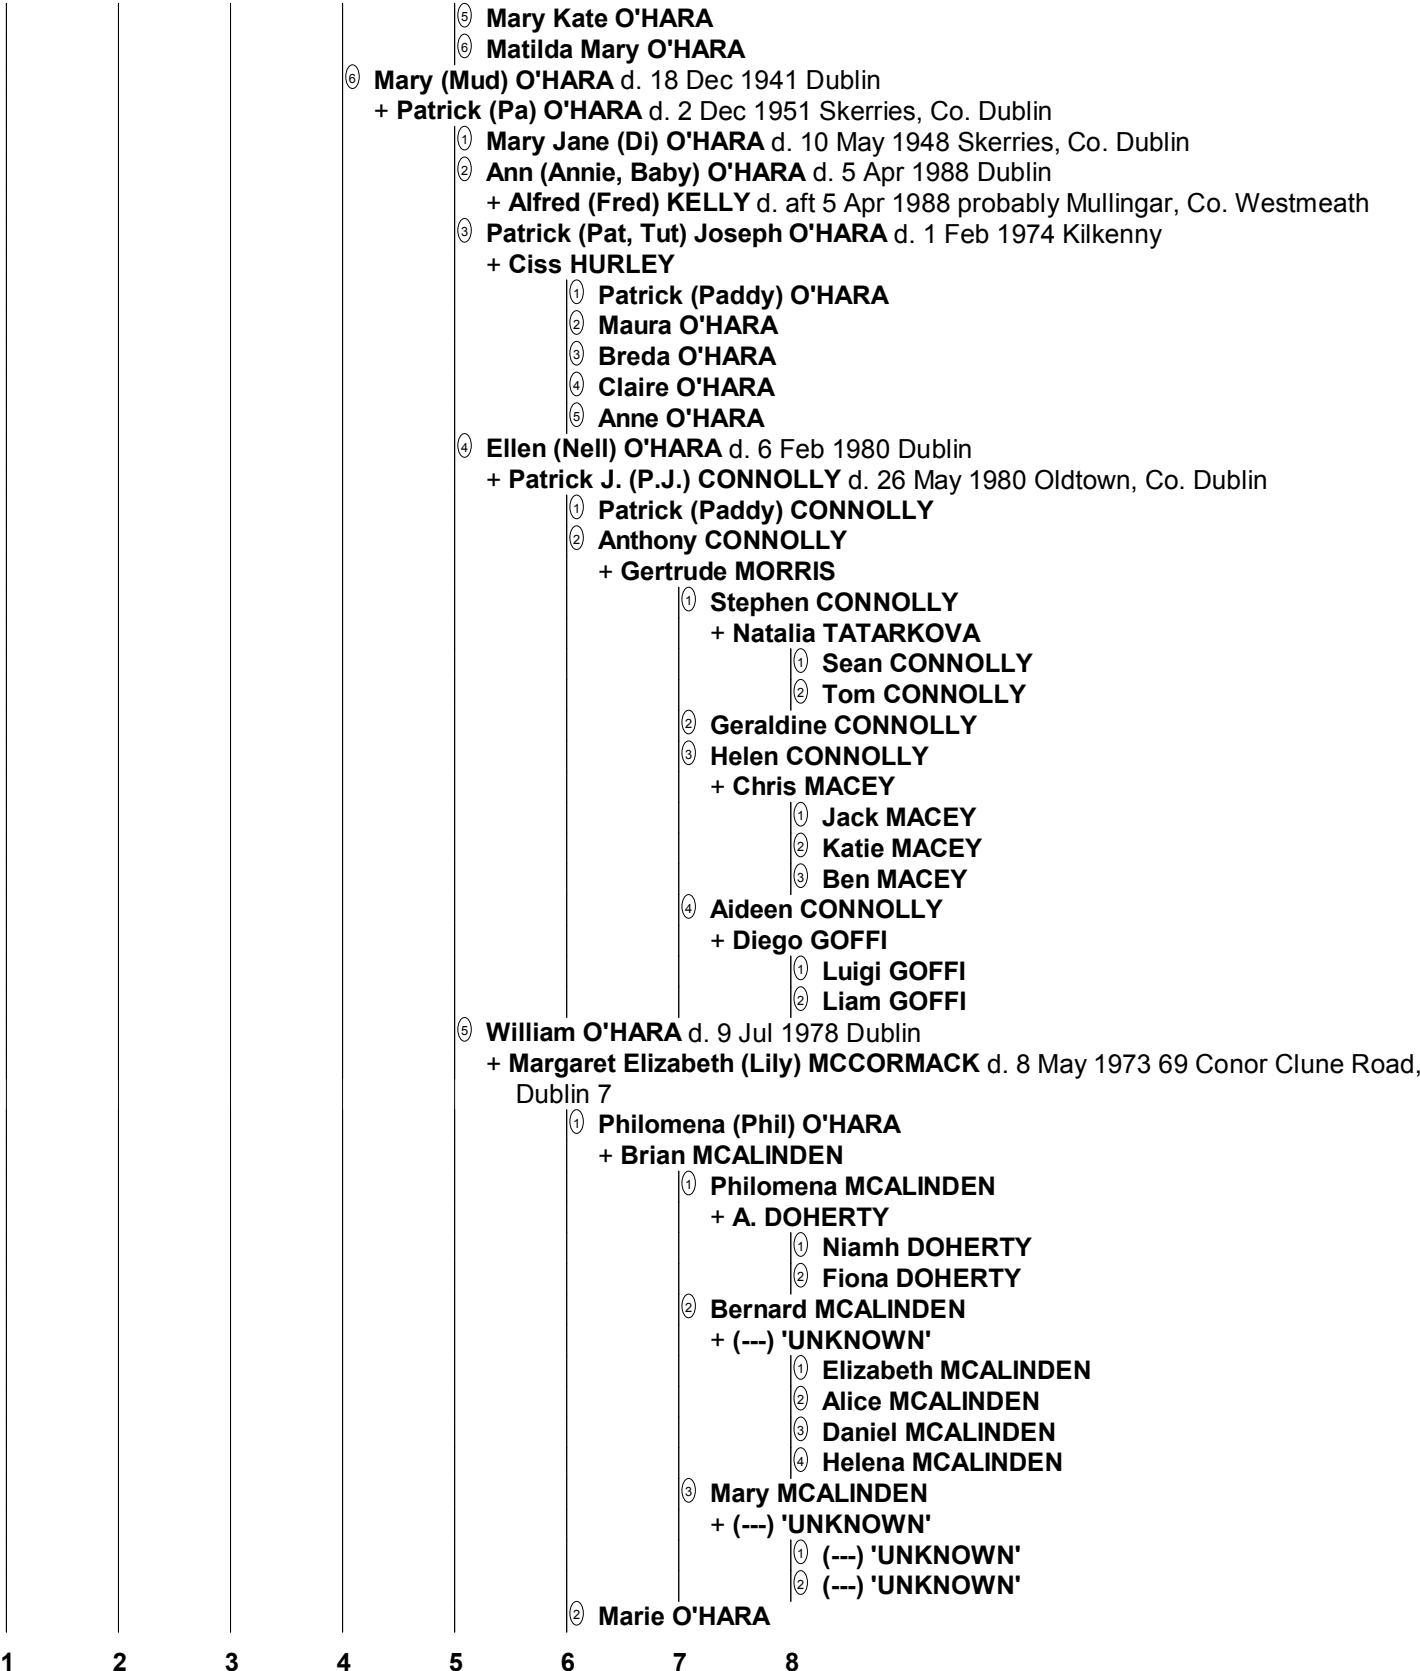 ⑤ Mary Kate O'HARA
⑥ Matilda Mary O'HARA
⑥ Mary (Mud) O'HARA d. 18 Dec 1941 Dublin
+ Patrick (Pa) O'HARA d. 2 Dec 1951 Skerries, Co. Dublin
① Mary Jane (Di) O'HARA d. 10 May 1948 Skerries, Co. Dublin
② Ann (Annie, Baby) O'HARA d. 5 Apr 1988 Dublin
+ Alfred (Fred) KELLY d. aft 5 Apr 1988 probably Mullingar, Co. Westmeath
③ Patrick (Pat, Tut) Joseph O'HARA d. 1 Feb 1974 Kilkenny
+ Ciss HURLEY
① Patrick (Paddy) O'HARA
② Maura O'HARA
③ Breda O'HARA
④ Claire O'HARA
⑤ Anne O'HARA
④ Ellen (Nell) O'HARA d. 6 Feb 1980 Dublin
+ Patrick J. (P.J.) CONNOLLY d. 26 May 1980 Oldtown, Co. Dublin
① Patrick (Paddy) CONNOLLY
② Anthony CONNOLLY
+ Gertrude MORRIS
① Stephen CONNOLLY
+ Natalia TATARKOVA
① Sean CONNOLLY
② Tom CONNOLLY
② Geraldine CONNOLLY
③ Helen CONNOLLY
+ Chris MACEY
① Jack MACEY
② Katie MACEY
③ Ben MACEY
④ Aideen CONNOLLY
+ Diego GOFFI
① Luigi GOFFI
② Liam GOFFI
⑤ William O'HARA d. 9 Jul 1978 Dublin
+ Margaret Elizabeth (Lily) MCCORMACK d. 8 May 1973 69 Conor Clune Road,
Dublin 7
① Philomena (Phil) O'HARA
+ Brian MCALINDEN
① Philomena MCALINDEN
+ A. DOHERTY
① Niamh DOHERTY
② Fiona DOHERTY
② Bernard MCALINDEN
+ (---) 'UNKNOWN'
① Elizabeth MCALINDEN
② Alice MCALINDEN
③ Daniel MCALINDEN
④ Helena MCALINDEN
③ Mary MCALINDEN
+ (---) 'UNKNOWN'
① (---) 'UNKNOWN'
② (---) 'UNKNOWN'
② Marie O'HARA
1 2 3 4 5 6 7 8